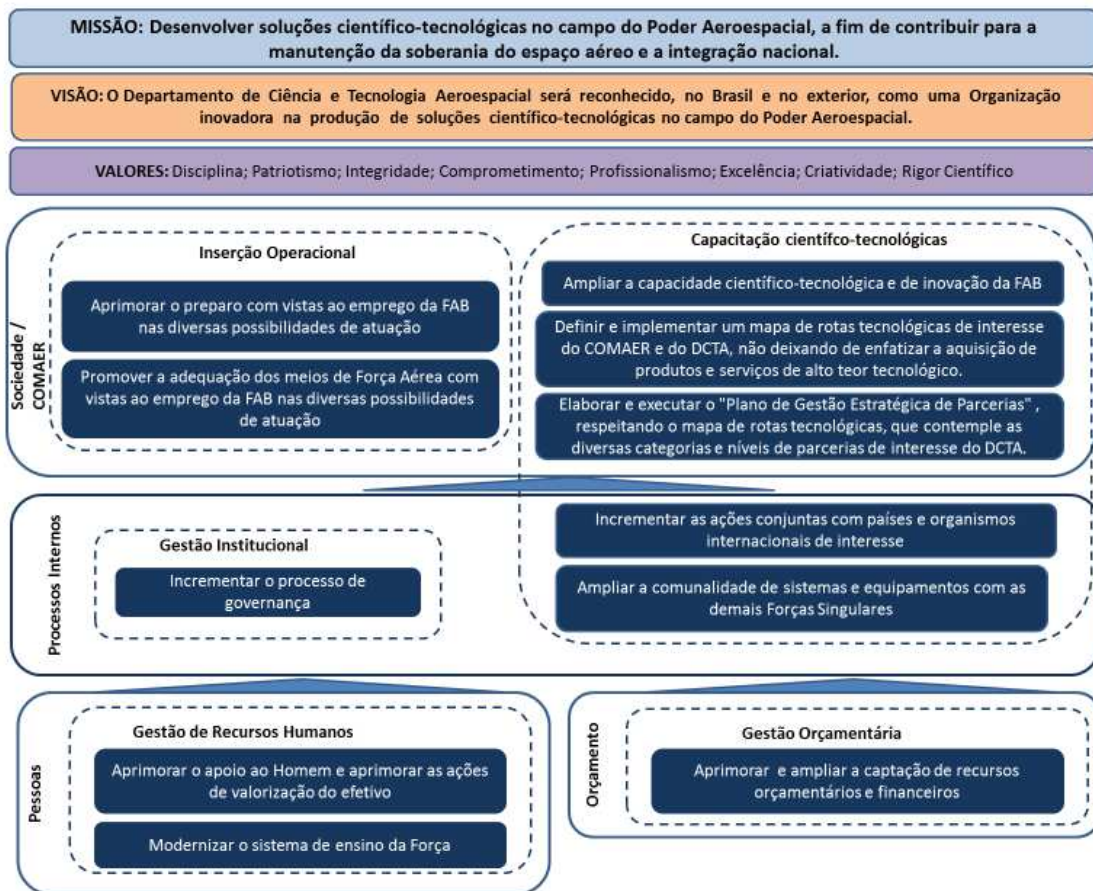 MISSÃO: Desenvolver soluções científico-tecnológicas no campo do Poder Aeroespacial, a fim de contribuir para a
manutenção da soberania do espaço aéreo e a integração nacional.
VISÃO: O Departamento de Ciência e Tecnologia Aeroespacial será reconhecido, no Brasil e no exterior, como uma Organização
inovadora na produção de soluções científico-tecnológicas no campo do Poder Aeroespacial.
VALORES: Disciplina; Patriotismo; Integridade; Comprometimento; Profissionalismo; Excelência; Criatividade; Rigor Científico
Sociedade /
COMAER
Inserção Operacional
Aprimorar o preparo com vistas ao emprego da FAB
nas diversas possibilidades de atuação
Promover a adequação dos meios de Força Aérea com
vistas ao emprego da FAB nas diversas possibilidades
de atuação
Capacitação científco-tecnológicas
Ampliar a capacidade científico-tecnológica e de inovação da FAB
Definir e implementar um mapa de rotas tecnológicas de interesse
do COMAER e do DCTA, não deixando de enfatizar a aquisição de
produtos e serviços de alto teor tecnológico.
Elaborar e executar o "Plano de Gestão Estratégica de Parcerias" ,
respeitando o mapa de rotas tecnológicas, que contemple as
diversas categorias e níveis de parcerias de interesse do DCTA.
Processos Internos
Gestão Institucional
Incrementar o processo de
governança
Incrementar as ações conjuntas com países e organismos
internacionais de interesse
Ampliar a comunalidade de sistemas e equipamentos com as
demais Forças Singulares
Pessoas
Gestão de Recursos Humanos
Aprimorar o apoio ao Homem e aprimorar as ações
de valorização do efetivo
Modernizar o sistema de ensino da Força
Orçamento
Gestão Orçamentária
Aprimorar e ampliar a captação de recursos
orçamentários e financeiros